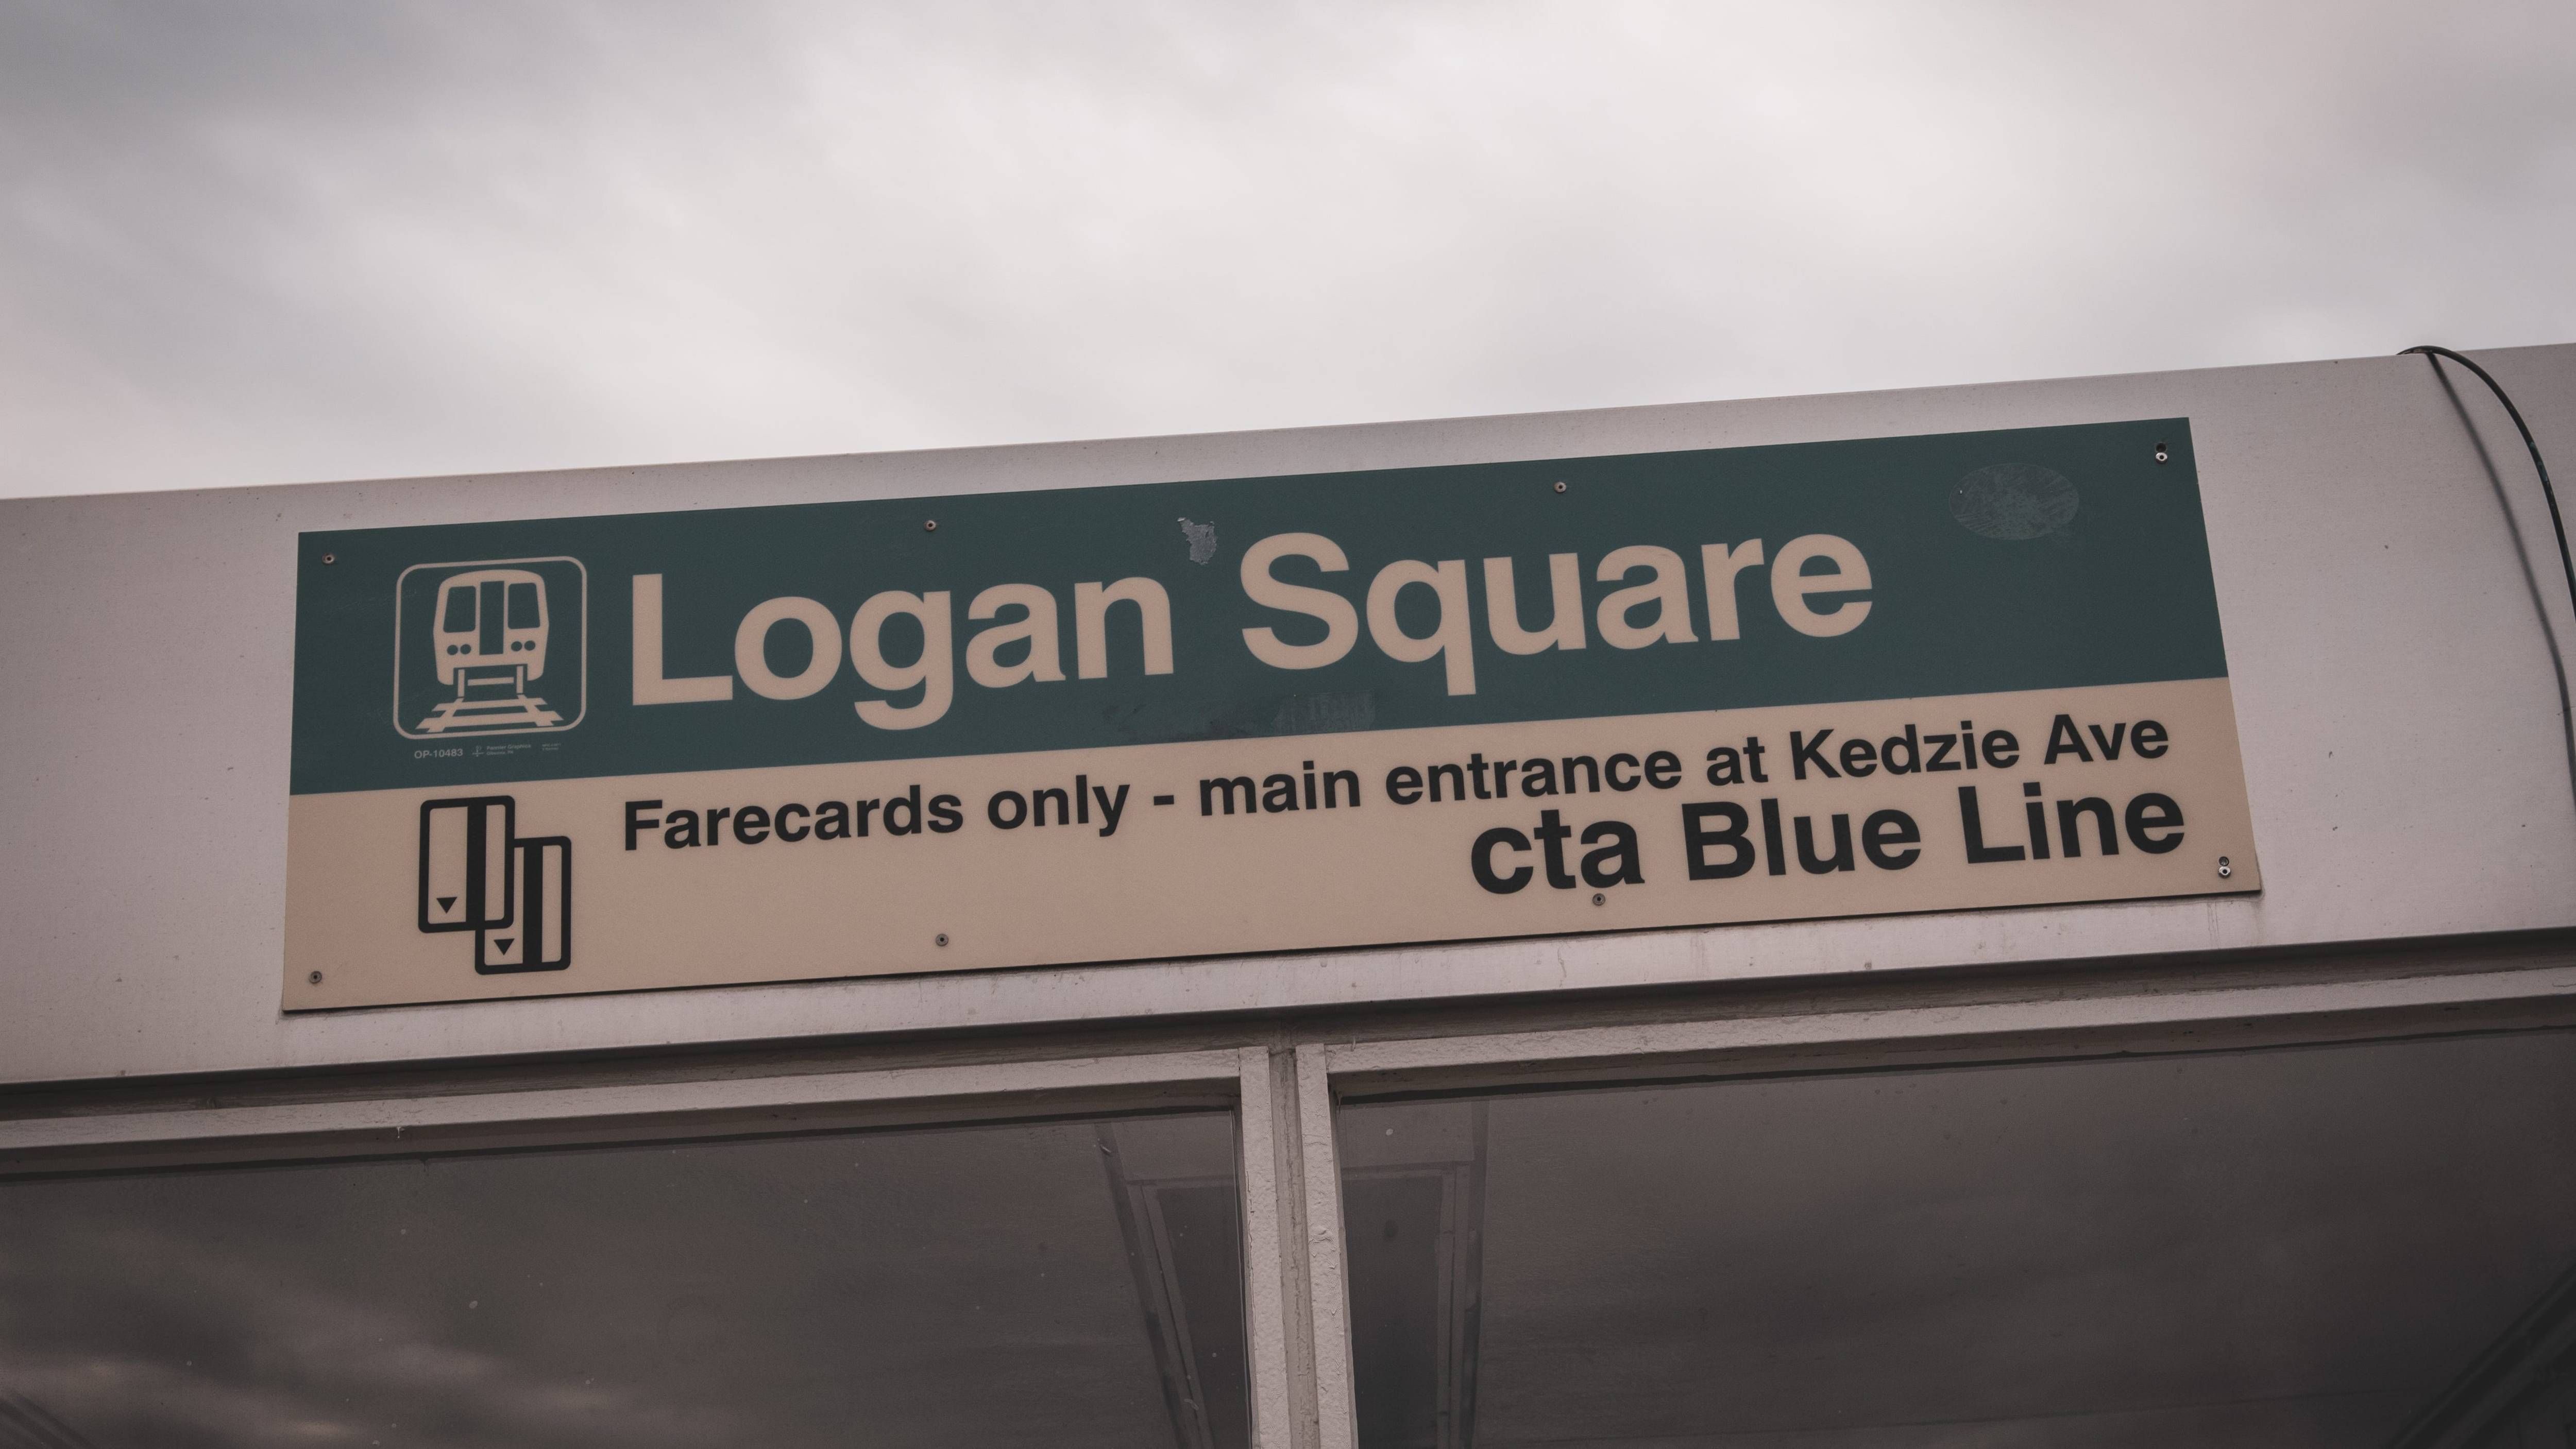 Logan Square
OP-10483
Farecards only - main entrance at Kedzie Ave
cta Blue Line